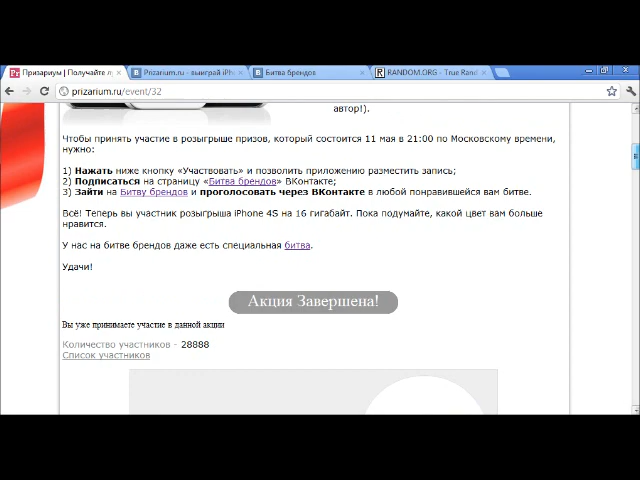 Призариум | Получайте п
Prizarium.ru - выиграй iPh
Битва брендов
RANDOM.ORG - True Rand
prizarium.ru/event/32
автор!).
Чтобы принять участие в розыгрыше призов, который состоится 11 мая в 21:00 по Московскому времени,
нужно:
1) Нажать ниже кнопку «Участвовать» и позволить приложению разместить запись;
2) Подписаться на страницу «Битва брендов» ВКонтакте;
3) Зайти на Битву брендов и проголосовать через ВКонтакте в любой понравившейся вам битве.
Всё! Теперь вы участник розыгрыша iPhone 4S на 16 гигабайт. Пока подумайте, какой цвет вам больше
нравится.
У нас на битве брендов даже есть специальная битва.
Удачи!
Акция Завершена!
Вы уже принимаете участие в данной акции
Количество участников - 28888
Список участников